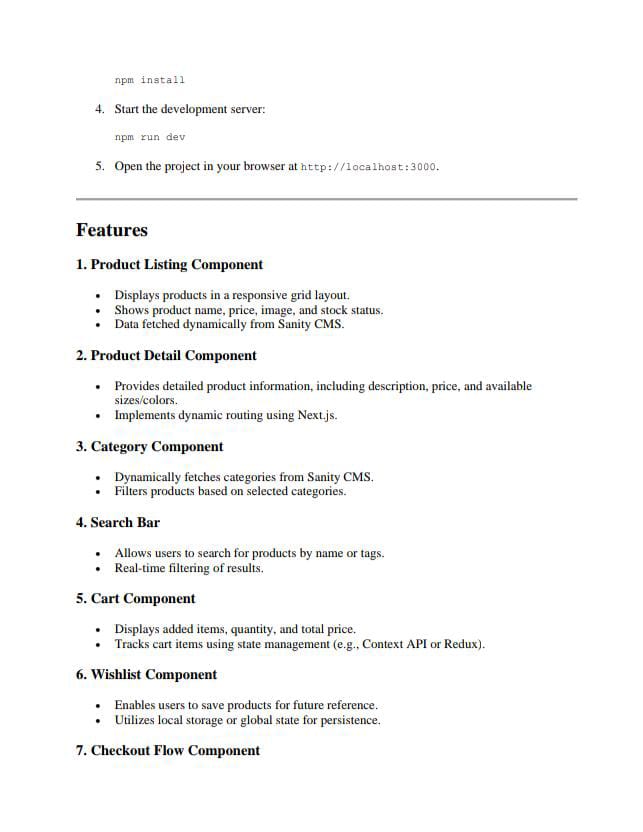 npm install
4. Start the development server:
npm run dev
5. Open the project in your browser at http://localhost:3000.
Features
1. Product Listing Component
• Displays products in a responsive grid layout.
• Shows product name, price, image, and stock status.
• Data fetched dynamically from Sanity CMS.
2. Product Detail Component
• Provides detailed product information, including description, price, and available
sizes/colors.
• Implements dynamic routing using Next.js.
3. Category Component
• Dynamically fetches categories from Sanity CMS.
• Filters products based on selected categories.
4. Search Bar
• Allows users to search for products by name or tags.
• Real-time filtering of results.
5. Cart Component
• Displays added items, quantity, and total price.
• Tracks cart items using state management (e.g., Context API or Redux).
6. Wishlist Component
• Enables users to save products for future reference.
• Utilizes local storage or global state for persistence.
7. Checkout Flow Component